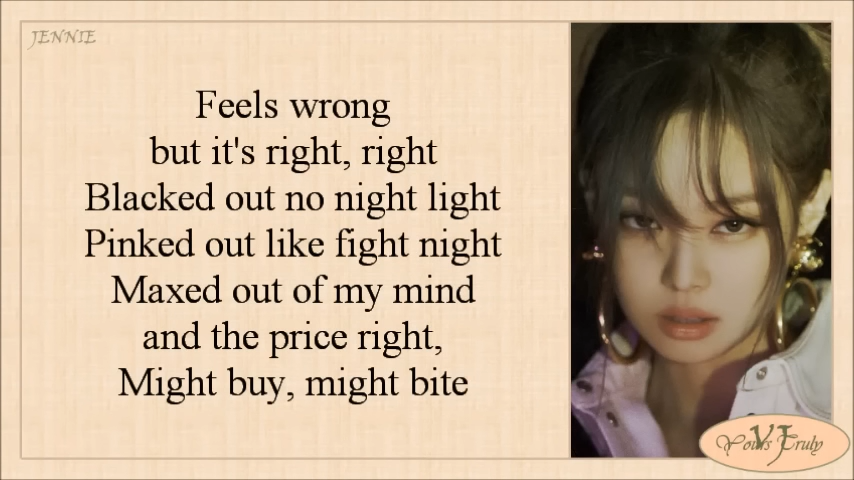 JENNIE
Feels wrong
but it's right, right
Blacked out no night light
Pinked out like fight night
Maxed out of my mind
and the price right,
Might buy, might bite
Yours Truly
YT